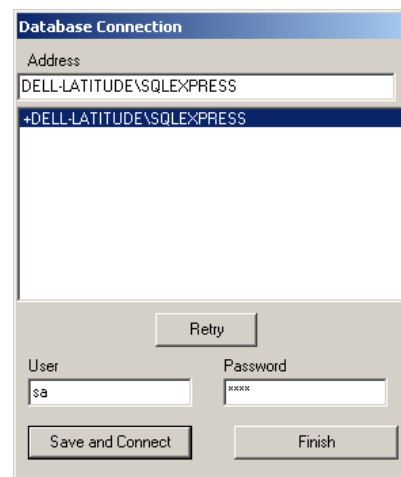 Database Connection
Address
DELL-LATITUDE\SQLEXPRESS
+DELL-LATITUDE\SQLEXPRESS
Retry
User
Password
sa
****
Save and Connect
Finish